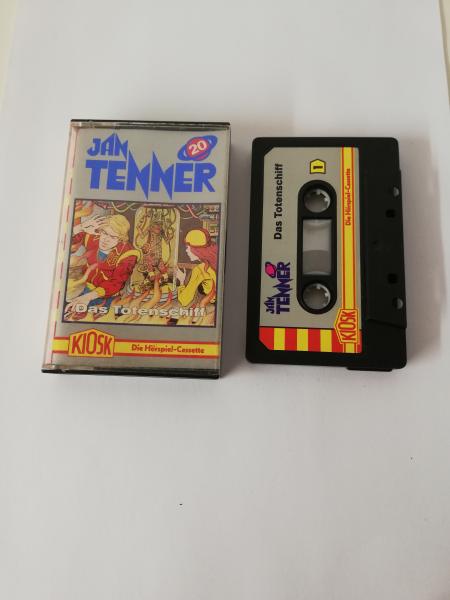 JAN
TENNER
20
Das Totenschiff
KIOSK
Die Hörspiel-Cassette
JAN
TENNER
Das Totenschiff
1
KIOSK
Die Hörspiel-Cassette